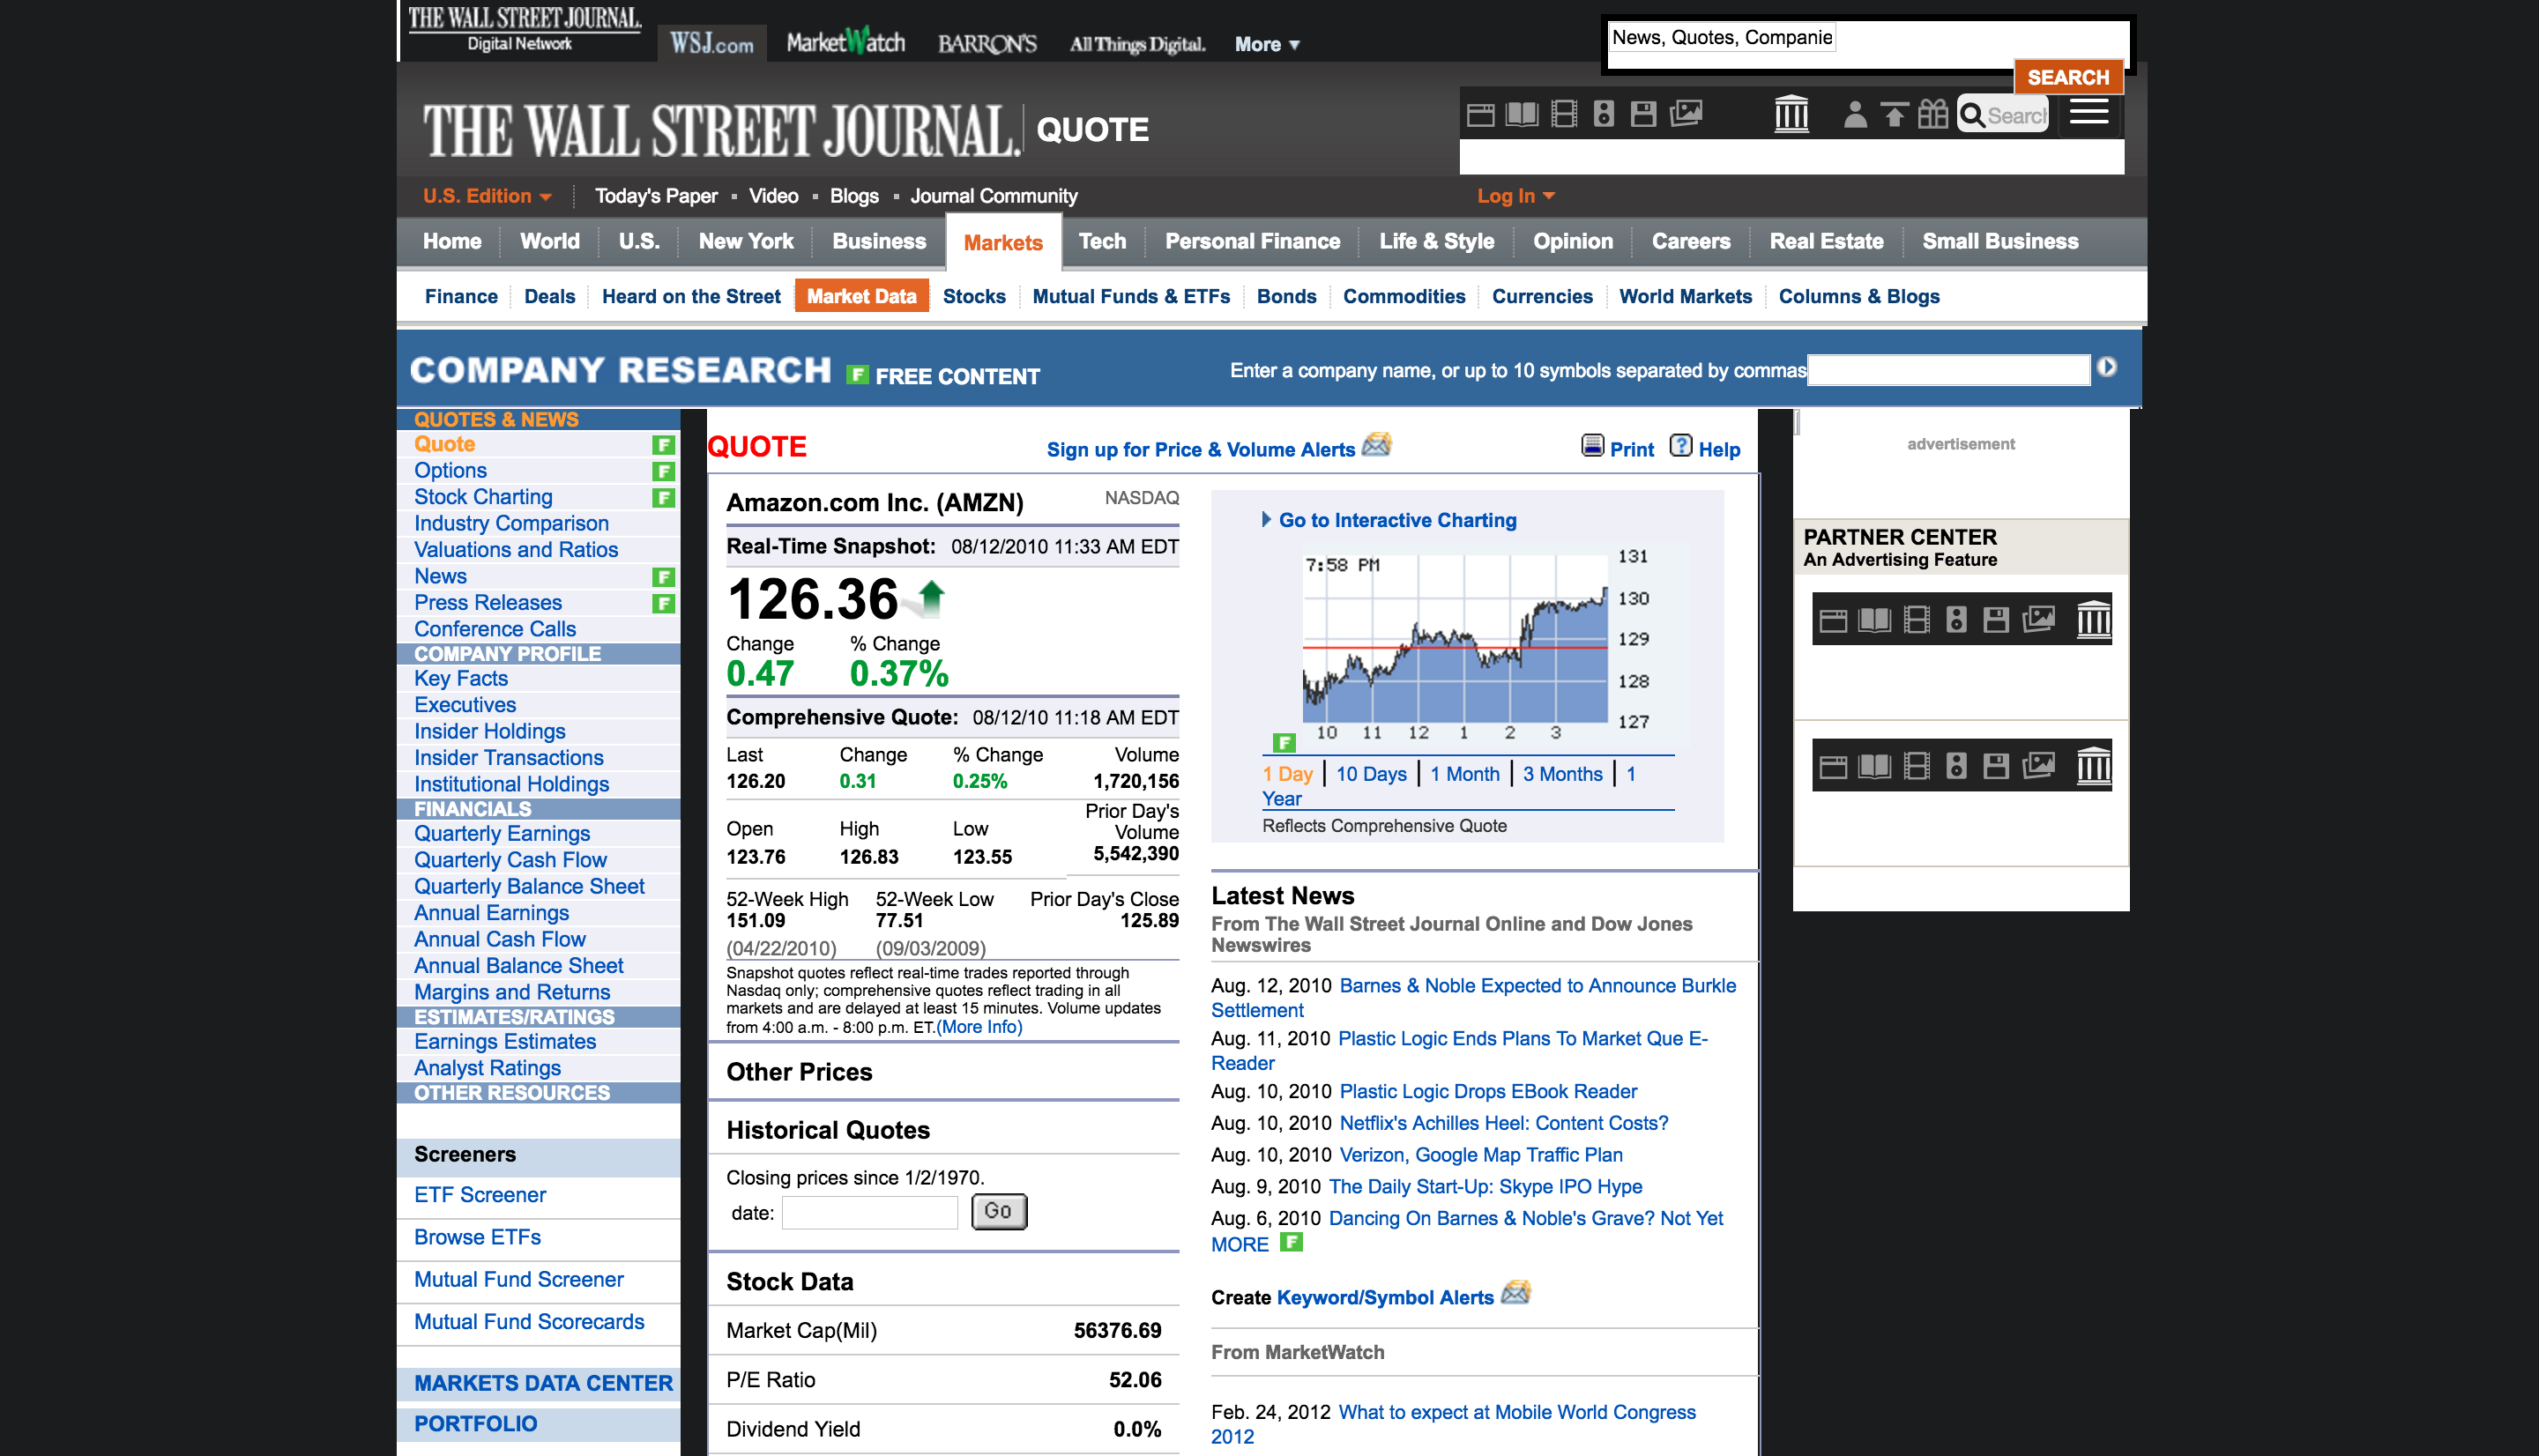 THE WALL STREET JOURNAL.
Digital Network
WSJ.com MarketWatch BARRON'S All Things Digital. More
News, Quotes, Companie
SEARCH
THE WALL STREET JOURNAL. QUOTE
Search
U.S. Edition Today's Paper Video Blogs Journal Community Log In
Home World U.S. New York Business Markets Tech Personal Finance Life & Style Opinion Careers Real Estate Small Business
Finance Deals Heard on the Street Market Data Stocks Mutual Funds & ETFs Bonds Commodities Currencies World Markets Columns & Blogs
COMPANY RESEARCH F FREE CONTENT Enter a company name, or up to 10 symbols separated by commas
QUOTES & NEWS
Quote F
Options F
Stock Charting F
Industry Comparison
Valuations and Ratios
News F
Press Releases F
Conference Calls
COMPANY PROFILE
Key Facts
Executives
Insider Holdings
Insider Transactions
Institutional Holdings
FINANCIALS
Quarterly Earnings
Quarterly Cash Flow
Quarterly Balance Sheet
Annual Earnings
Annual Cash Flow
Annual Balance Sheet
Margins and Returns
ESTIMATES/RATINGS
Earnings Estimates
Analyst Ratings
OTHER RESOURCES
Screeners
ETF Screener
Browse ETFs
Mutual Fund Screener
Mutual Fund Scorecards
MARKETS DATA CENTER
PORTFOLIO
QUOTE Sign up for Price & Volume Alerts Print ? Help
Amazon.com Inc. (AMZN) NASDAQ
Real-Time Snapshot: 08/12/2010 11:33 AM EDT
126.36
Change % Change
0.47 0.37%
Comprehensive Quote: 08/12/10 11:18 AM EDT
Last Change % Change Volume
126.20 0.31 0.25% 1,720,156
Prior Day's
Open High Low Volume
123.76 126.83 123.55 5,542,390
52-Week High 52-Week Low Prior Day's Close
151.09 77.51 125.89
(04/22/2010) (09/03/2009)
Snapshot quotes reflect real-time trades reported through
Nasdaq only; comprehensive quotes reflect trading in all
markets and are delayed at least 15 minutes. Volume updates
from 4:00 a.m. - 8:00 p.m. ET.(More Info)
Other Prices
Historical Quotes
Closing prices since 1/2/1970.
date: Go
Stock Data
Market Cap(Mil) 56376.69
P/E Ratio 52.06
Dividend Yield 0.0%
Go to Interactive Charting
7:58 PM
131
130
129
128
127
10 11 12 1 2 3
F
1 Day | 10 Days | 1 Month | 3 Months | 1
Year
Reflects Comprehensive Quote
Latest News
From The Wall Street Journal Online and Dow Jones
Newswires
Aug. 12, 2010 Barnes & Noble Expected to Announce Burkle
Settlement
Aug. 11, 2010 Plastic Logic Ends Plans To Market Que E-
Reader
Aug. 10, 2010 Plastic Logic Drops EBook Reader
Aug. 10, 2010 Netflix's Achilles Heel: Content Costs?
Aug. 10, 2010 Verizon, Google Map Traffic Plan
Aug. 9, 2010 The Daily Start-Up: Skype IPO Hype
Aug. 6, 2010 Dancing On Barnes & Noble's Grave? Not Yet
MORE F
Create Keyword/Symbol Alerts
From MarketWatch
Feb. 24, 2012 What to expect at Mobile World Congress
2012
advertisement
PARTNER CENTER
An Advertising Feature